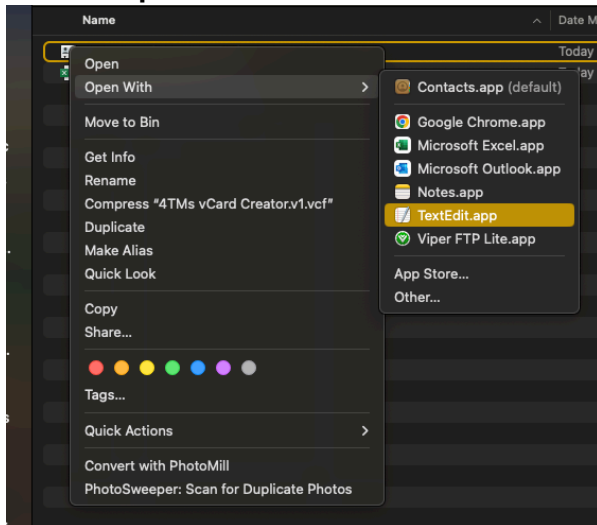 Name
Date M
Today
Open
Open With
Move to Bin
Get Info
Rename
Compress “4TMs vCard Creator.v1.vcf”
Duplicate
Make Alias
Quick Look
Copy
Share...
Tags...
Quick Actions
Convert with PhotoMill
PhotoSweeper: Scan for Duplicate Photos
Contacts.app (default)
Google Chrome.app
Microsoft Excel.app
Microsoft Outlook.app
Notes.app
TextEdit.app
Viper FTP Lite.app
App Store...
Other...